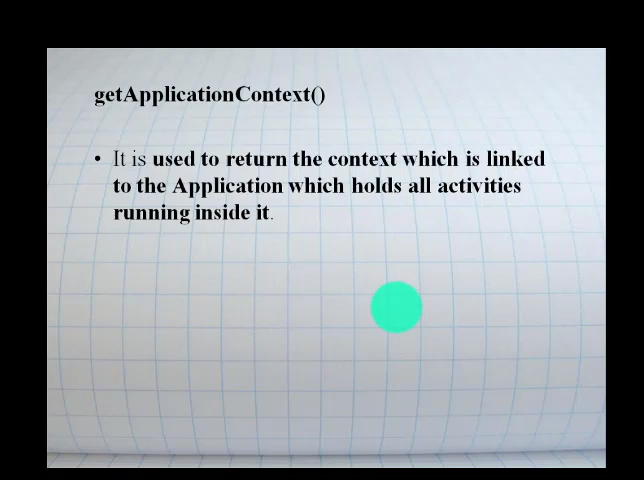 getApplicationContext()
• It is used to return the context which is linked
to the Application which holds all activities
running inside it.